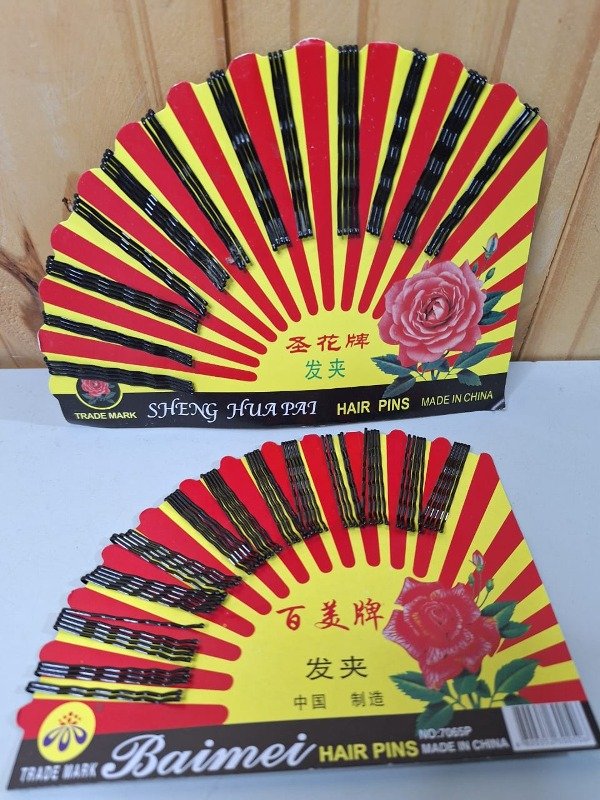 圣花牌
发夹
TRADE MARK
SHENG HUA PAI HAIR PINS MADE IN CHINA
百美牌
发夹
中国 制造
TRADE MARK
Baimei HAIR PINS
NO:7065P
MADE IN CHINA